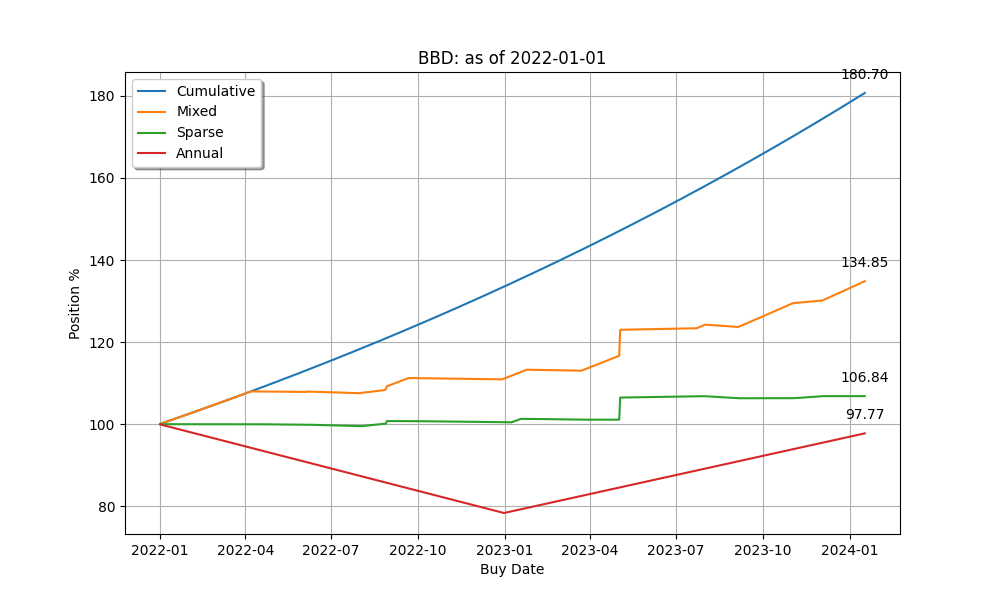 BBD: as of 2022-01-01
180.70
180
Cumulative
Mixed
Sparse
Annual
160
140
134.85
120
106.84
100
97.77
80
Position %
2022-01 2022-04 2022-07 2022-10 2023-01 2023-04 2023-07 2023-10 2024-01
Buy Date